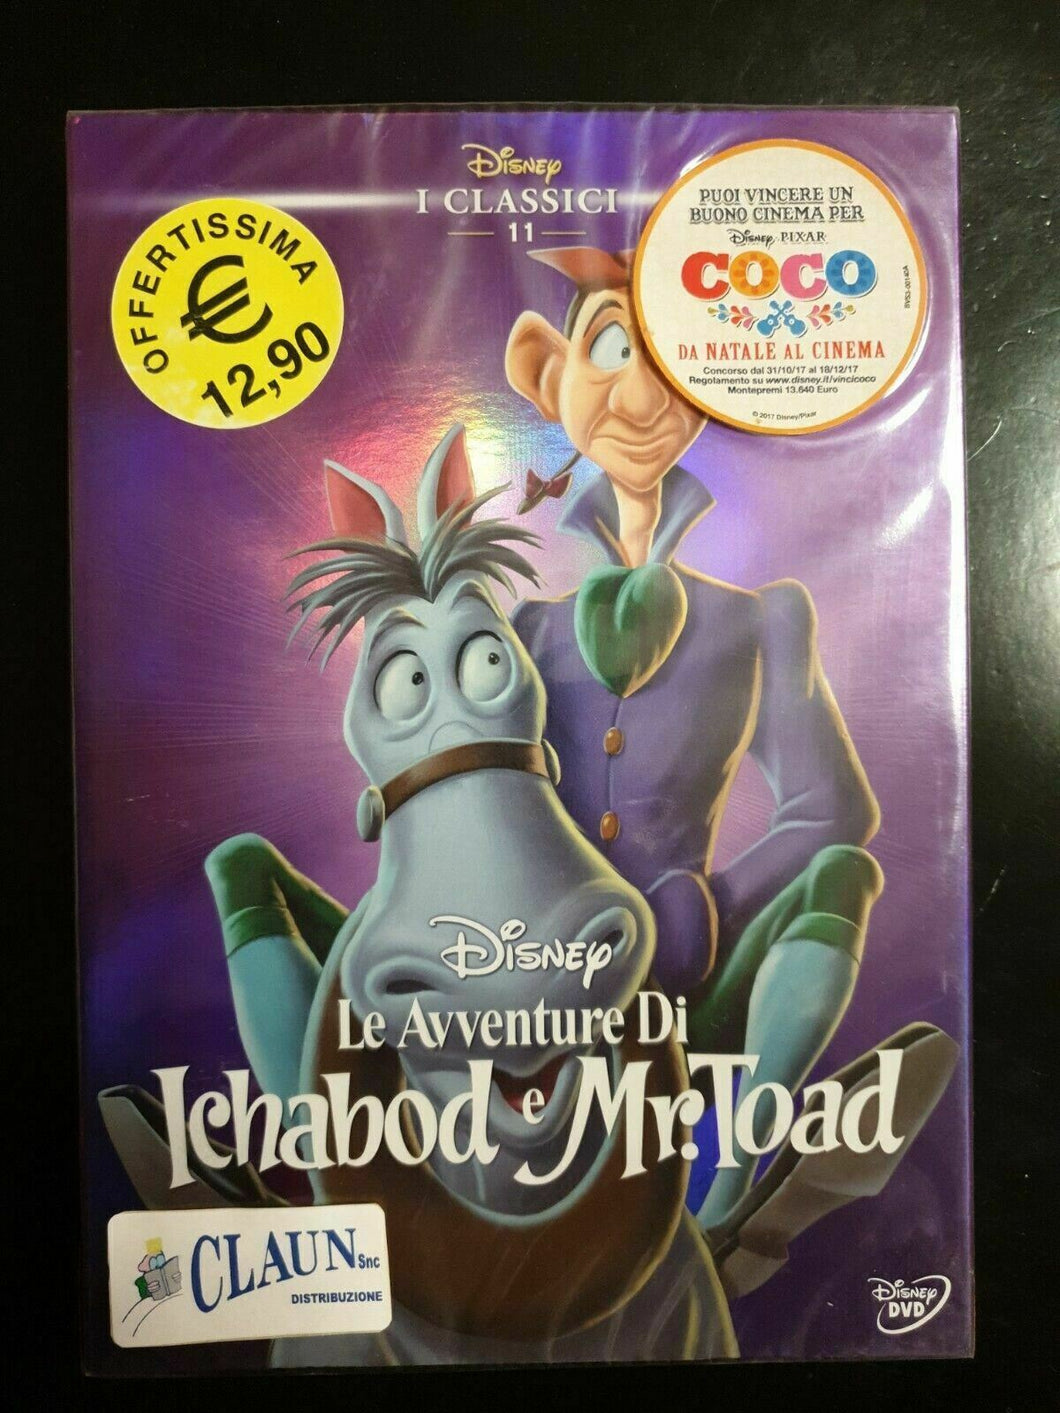 Disney
I CLASSICI
11
OFFERTISSIMA
€
12,90
PUOI VINCERE UN
BUONO CINEMA PER
Disney PIXAR
COCO
DA NATALE AL CINEMA
Concorso dal 31/10/17 al 18/12/17
Regolamento su www.disney.it/vincicoco
Montepremi 13.640 Euro
© 2017 Disney/Pixar
Disney
Le Avventure Di
Ichabod e Mr. Toad
CLAUN Snc
DISTRIBUZIONE
Disney
DVD